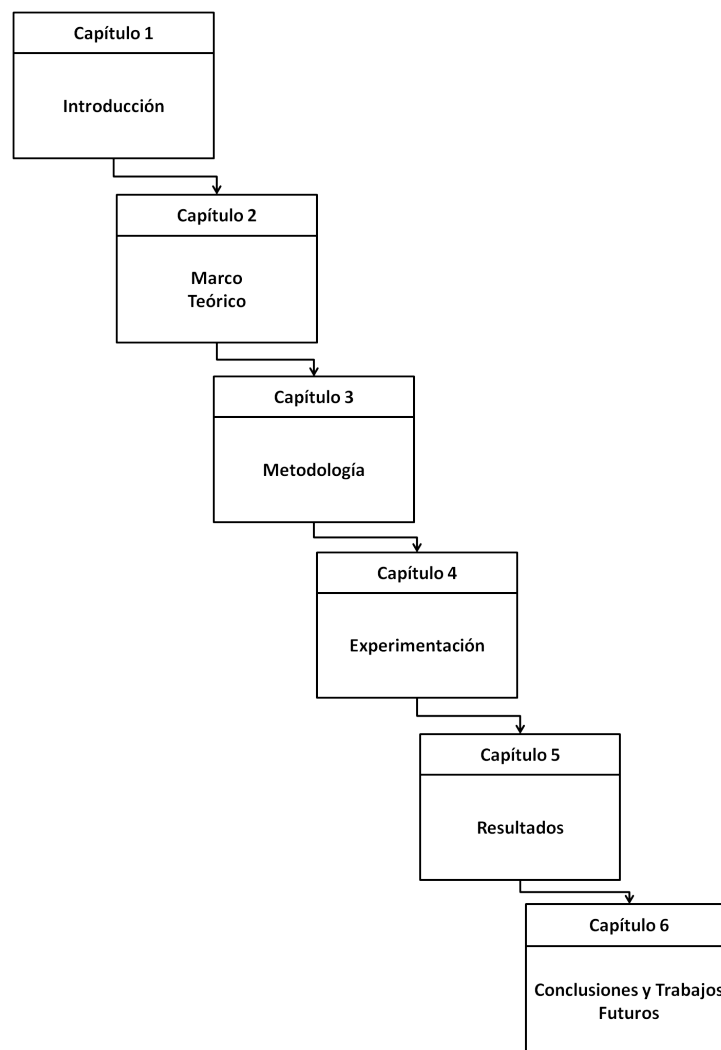 Capítulo 1
Introducción
Capítulo 2
Marco
Teórico
Capítulo 3
Metodología
Capítulo 4
Experimentación
Capítulo 5
Resultados
Capítulo 6
Conclusiones y Trabajos
Futuros